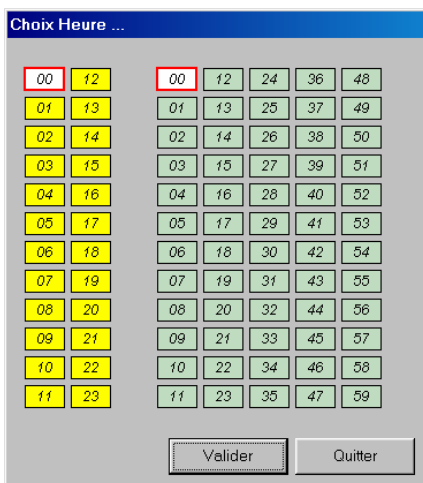 Choix Heure ...
00 12 00 12 24 36 48
01 13 01 13 25 37 49
02 14 02 14 26 38 50
03 15 03 15 27 39 51
04 16 04 16 28 40 52
05 17 05 17 29 41 53
06 18 06 18 30 42 54
07 19 07 19 31 43 55
08 20 08 20 32 44 56
09 21 09 21 33 45 57
10 22 10 22 34 46 58
11 23 11 23 35 47 59
Valider Quitter